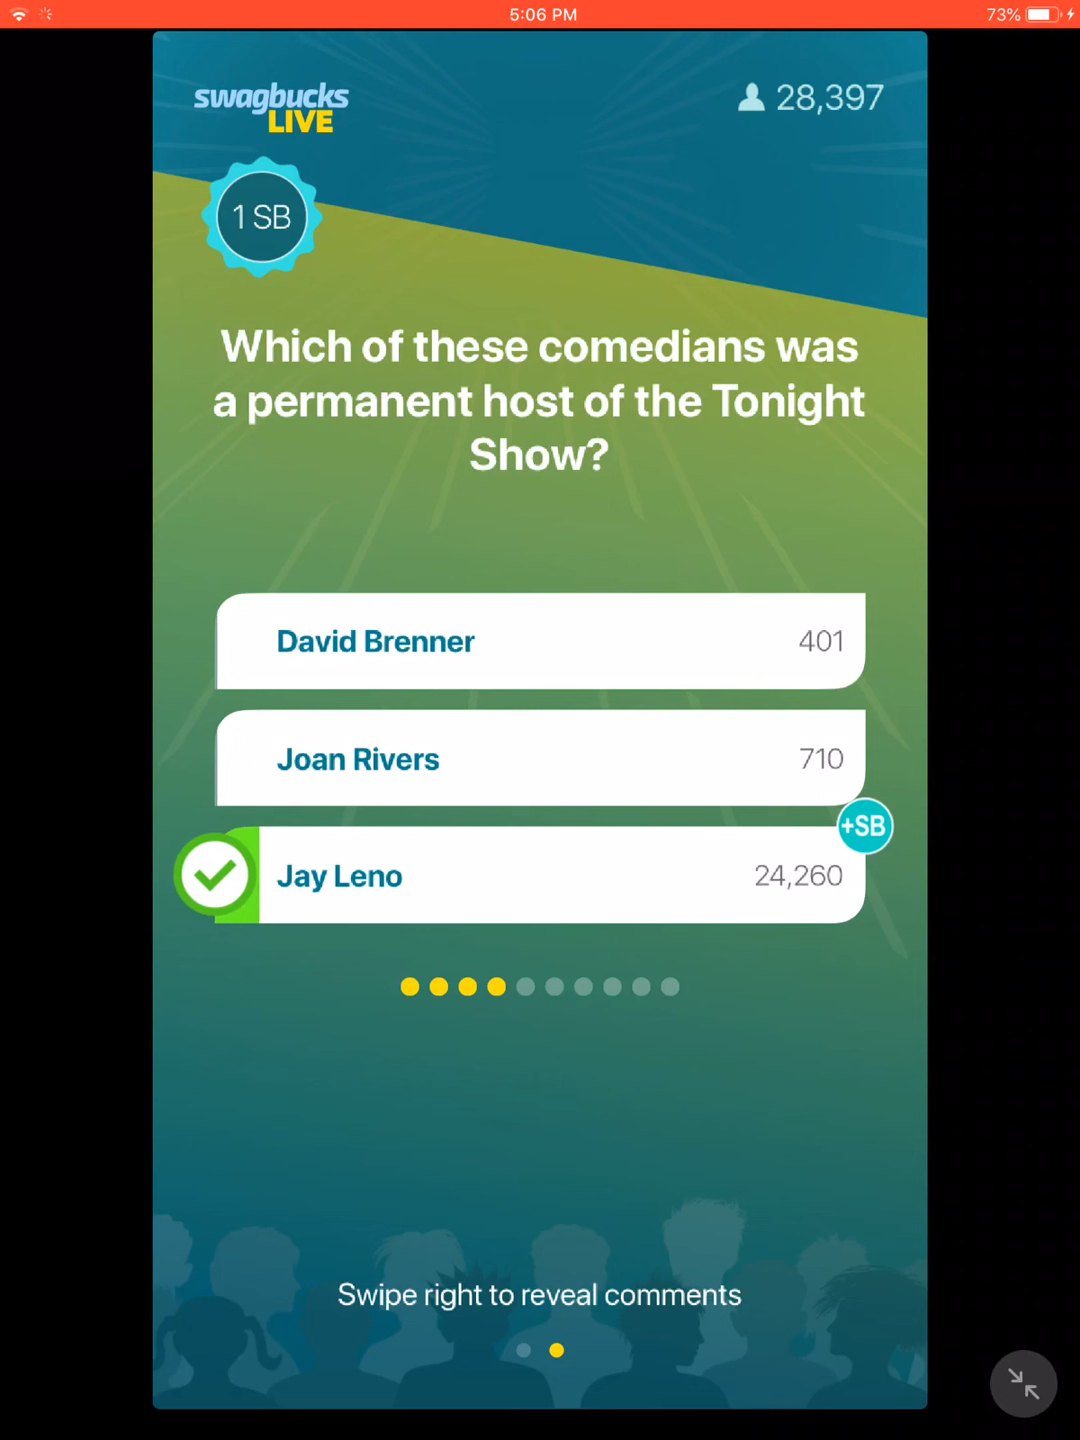 5:06 PM
73%
swagbucks
LIVE
28,397
1 SB
Which of these comedians was
a permanent host of the Tonight
Show?
David Brenner 401
Joan Rivers 710
+SB
Jay Leno 24,260
Swipe right to reveal comments